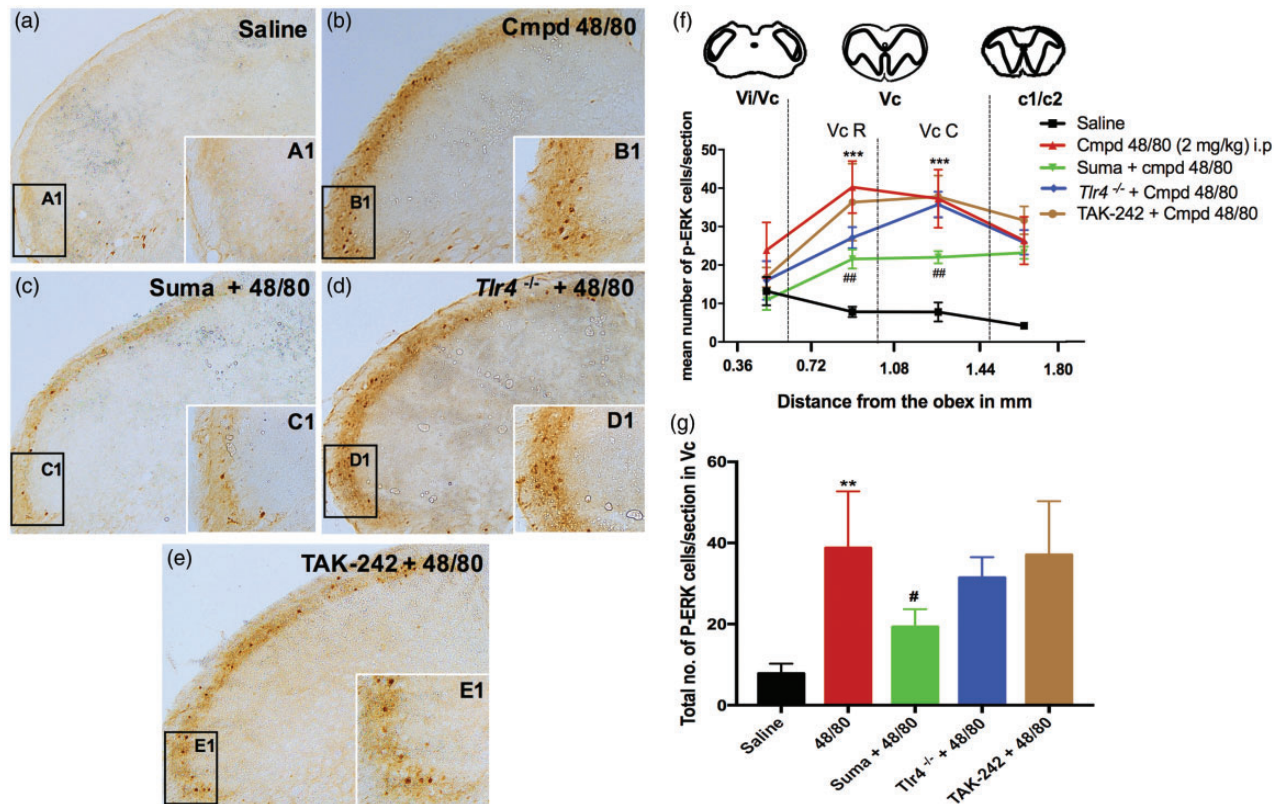 (a)
Saline
A1
A1
(b)
Cmpd 48/80
B1
B1
(c)
Suma + 48/80
C1
C1
(d)
Tlr4 -/- + 48/80
D1
D1
(e)
TAK-242 + 48/80
E1
E1
(f)
Vi/Vc
Vc
c1/c2
Vc R
Vc C
Saline
Cmpd 48/80 (2 mg/kg) i.p
Suma + cmpd 48/80
Tlr4 -/- + Cmpd 48/80
TAK-242 + Cmpd 48/80
***
***
##
##
mean number of p-ERK cells/section
50
40
30
20
10
0
0.36
0.72
1.08
1.44
1.80
Distance from the obex in mm
(g)
Total no. of P-ERK cells/section in Vc
60
40
20
0
**
#
Saline
48/80
Suma + 48/80
Tlr4 -/- + 48/80
TAK-242 + 48/80